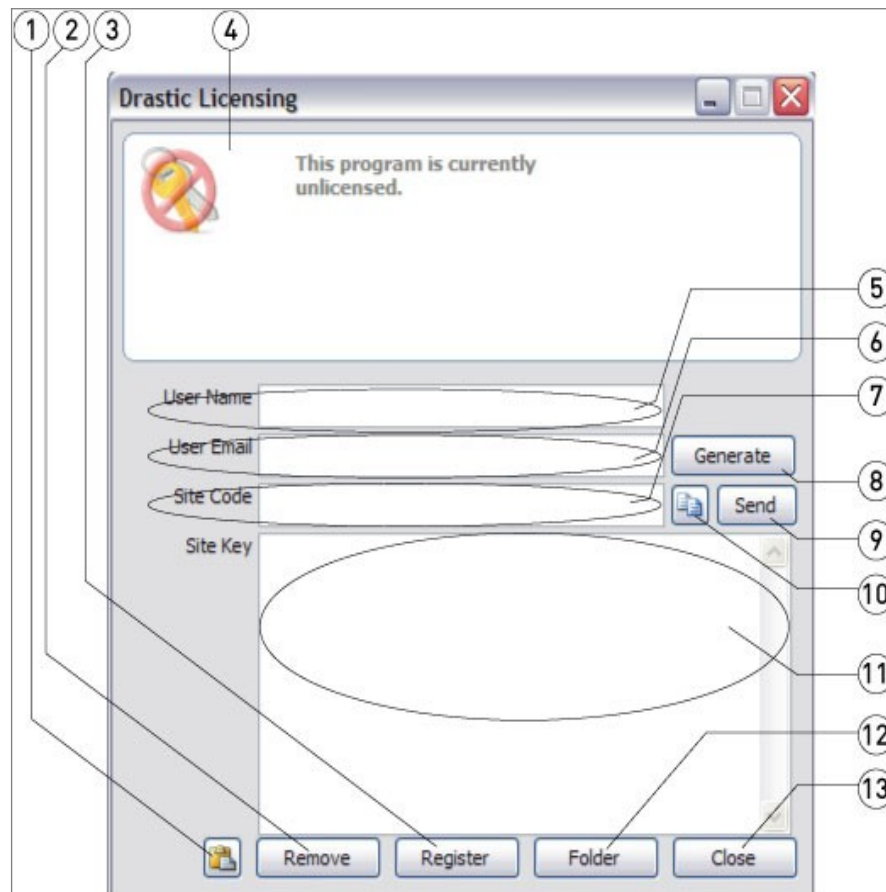 1 2 3 4
Drastic Licensing
This program is currently
unlicensed.
5
6
User Name
7
User Email
Generate
8
Site Code
Send
9
Site Key
10
11
12
13
Remove Register Folder Close